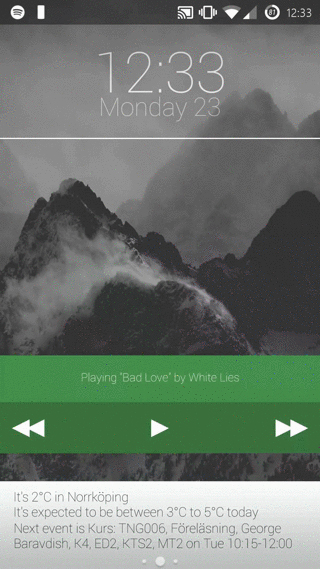 81 12:33
12:33
Monday 23
Playing "Bad Love" by White Lies
It's 2°C in Norrköping
It's expected to be between 3°C to 5°C today
Next event is Kurs: TNG006, Föreläsning, George
Baravdish, K4, ED2, KTS2, MT2 on Tue 10:15-12:00